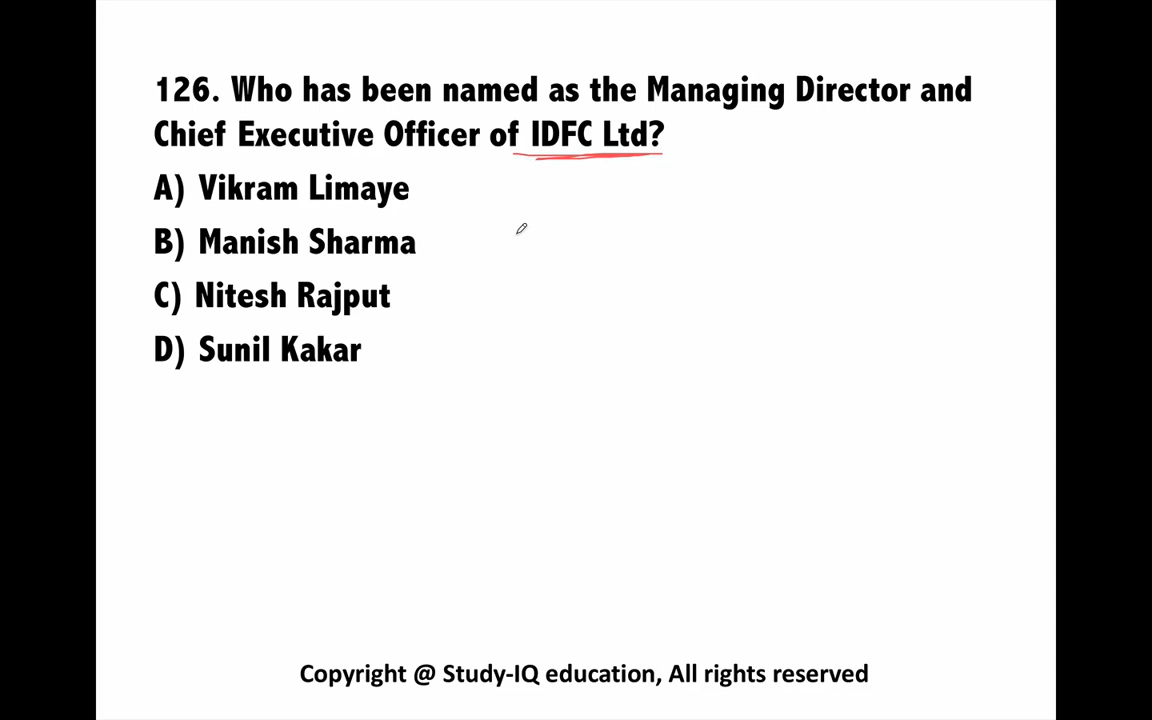 126. Who has been named as the Managing Director and
Chief Executive Officer of IDFC Ltd?
A) Vikram Limaye
B) Manish Sharma
C) Nitesh Rajput
D) Sunil Kakar
Copyright @ Study-IQ education, All rights reserved